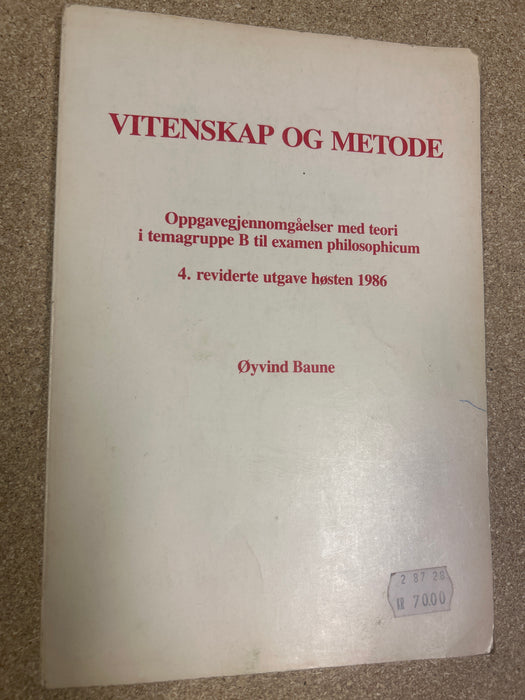 VITENSKAP OG METODE
Oppgavegjennomgåelser med teori
i temagruppe B til examen philosophicum
4. reviderte utgave høsten 1986
Øyvind Baune
2 87 28
KR 70.00